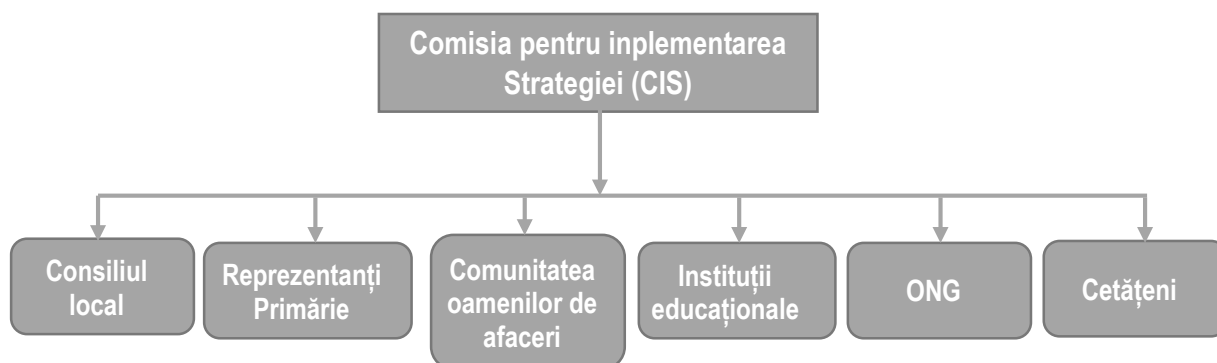 Comisia pentru inplementarea
Strategiei (CIS)
Consiliul
local
Reprezentanți
Primărie
Comunitatea
oamenilor de
afaceri
Instituții
educaționale
ONG
Cetățeni